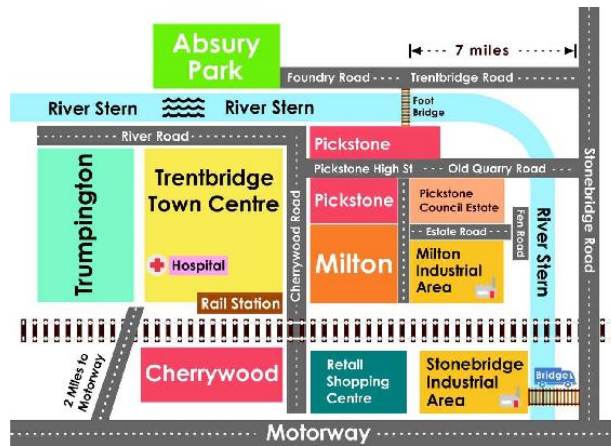 Absury
Park
7 miles
Foundry Road
Trentbridge Road
River Stern
River Stern
Foot
Bridge
River Road
Pickstone
Pickstone High St
Old Quarry Road
Trumpington
Trentbridge
Town Centre
Hospital
Rail Station
Cherrywood Road
Pickstone
Pickstone
Council Estate
Estate Road
Fen Road
River Stern
Stonebridge Road
Milton
Milton
Industrial
Area
2 Miles to
Motorway
Cherrywood
Retail
Shopping
Centre
Stonebridge
Industrial
Area
Bridge
Motorway